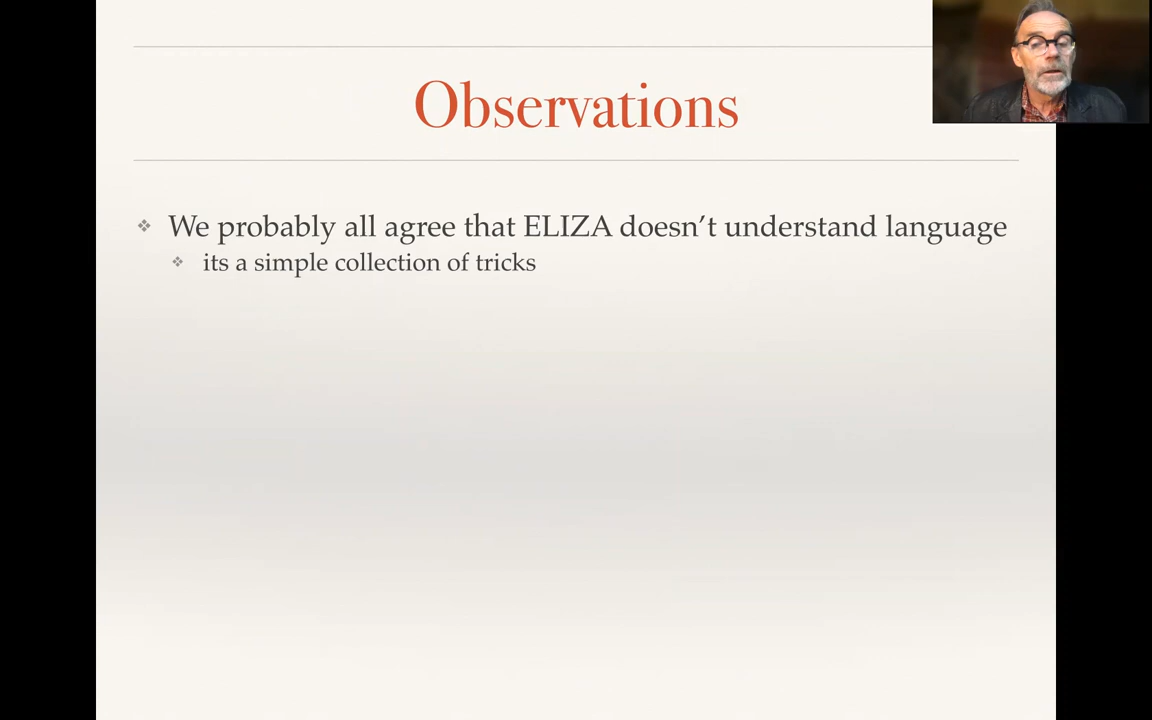 Observations
We probably all agree that ELIZA doesn’t understand language
its a simple collection of tricks